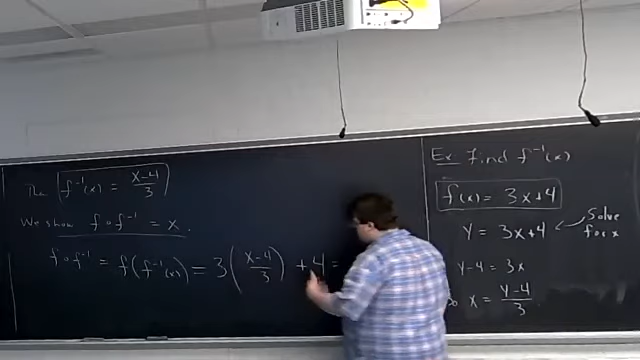 The f⁻¹(x) = (x-4)/3
We show f∘f⁻¹ = x.
f∘f⁻¹ = f(f⁻¹(x)) = 3((x-4)/3) + 4 =
Ex Find f⁻¹(x)
f(x) = 3x+4
y = 3x+4
Solve
for x
y-4 = 3x
x = (y-4)/3